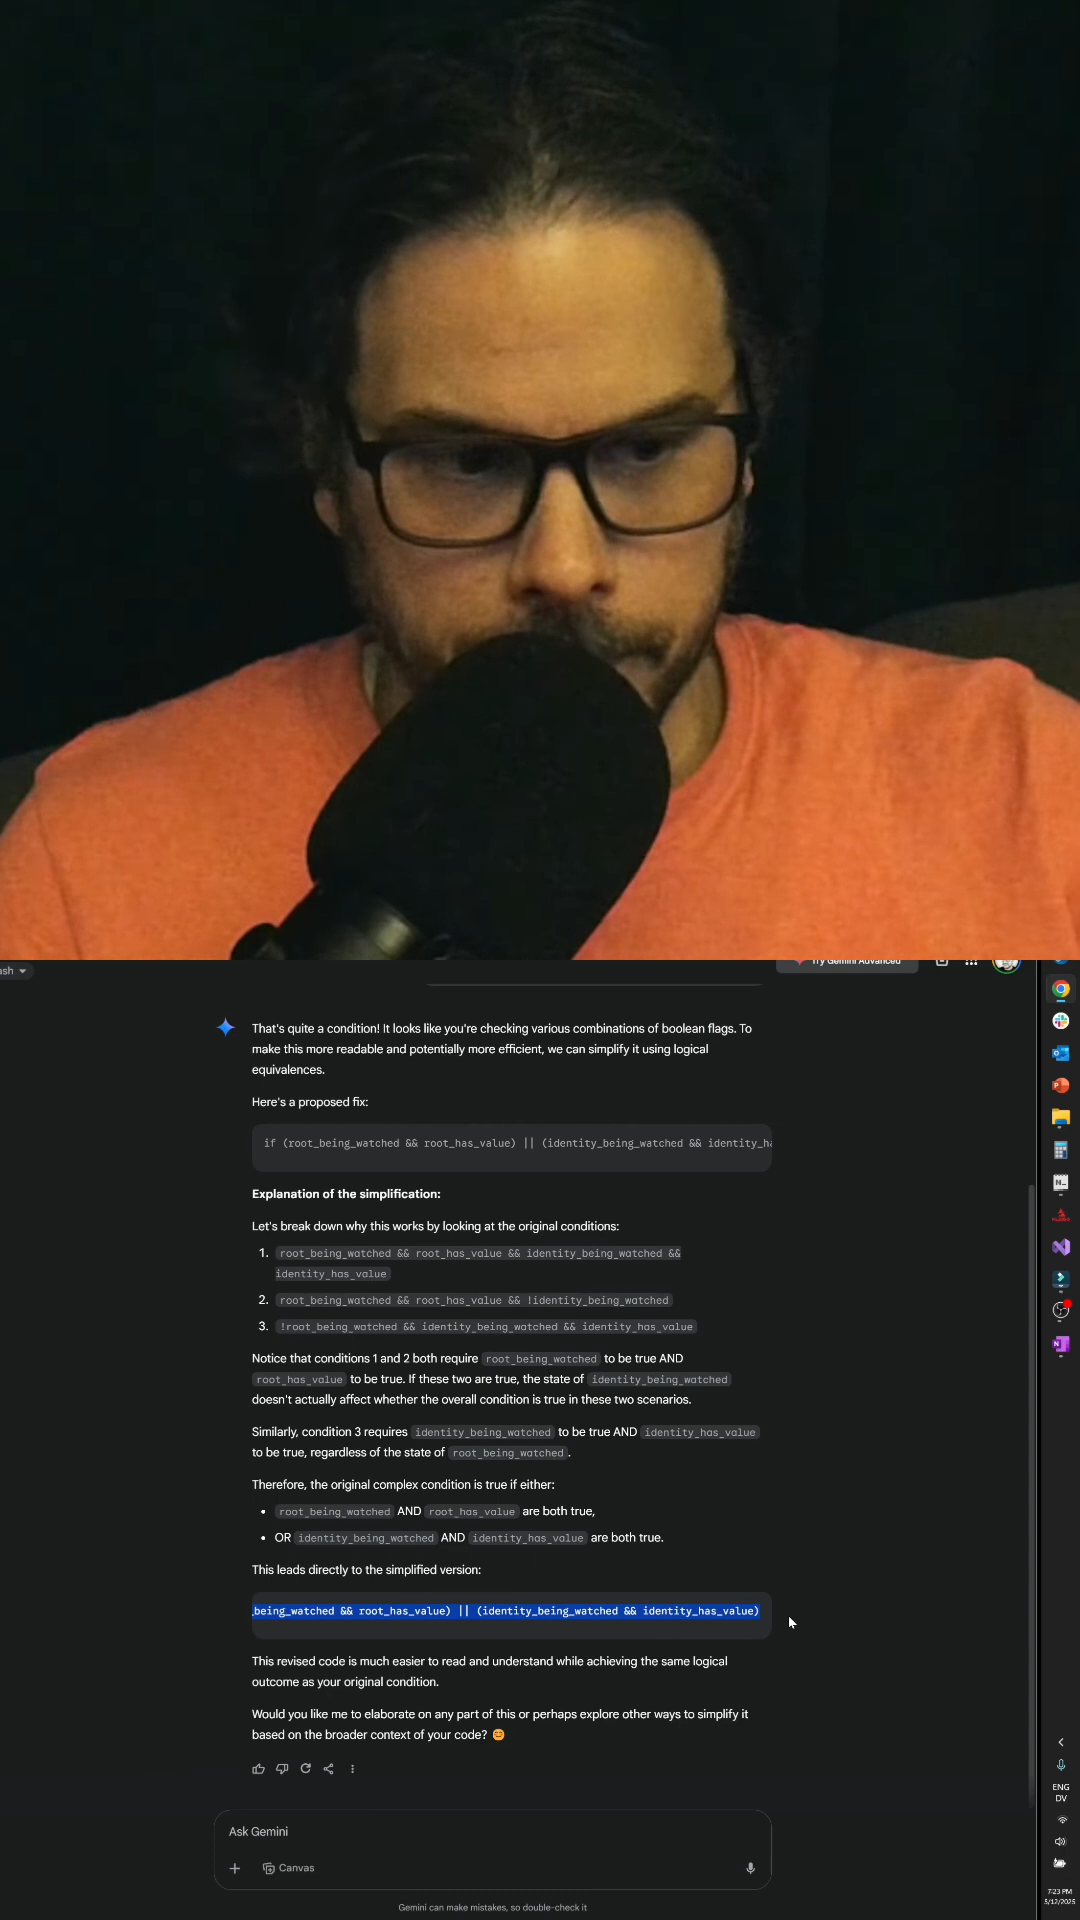 ash
Try Gemini Advanced
That's quite a condition! It looks like you're checking various combinations of boolean flags. To
make this more readable and potentially more efficient, we can simplify it using logical
equivalences.
Here's a proposed fix:
if (root_being_watched && root_has_value) || (identity_being_watched && identity_ha
Explanation of the simplification:
Let's break down why this works by looking at the original conditions:
1. root_being_watched && root_has_value && identity_being_watched &&
identity_has_value
2. root_being_watched && root_has_value && !identity_being_watched
3. !root_being_watched && identity_being_watched && identity_has_value
Notice that conditions 1 and 2 both require root_being_watched to be true AND
root_has_value to be true. If these two are true, the state of identity_being_watched
doesn't actually affect whether the overall condition is true in these two scenarios.
Similarly, condition 3 requires identity_being_watched to be true AND identity_has_value
to be true, regardless of the state of root_being_watched.
Therefore, the original complex condition is true if either:
• root_being_watched AND root_has_value are both true,
• OR identity_being_watched AND identity_has_value are both true.
This leads directly to the simplified version:
_being_watched && root_has_value) || (identity_being_watched && identity_has_value)
This revised code is much easier to read and understand while achieving the same logical
outcome as your original condition.
Would you like me to elaborate on any part of this or perhaps explore other ways to simplify it
based on the broader context of your code? 😊
Ask Gemini
Canvas
Gemini can make mistakes, so double-check it
ENG
DV
7:23 PM
5/12/2025